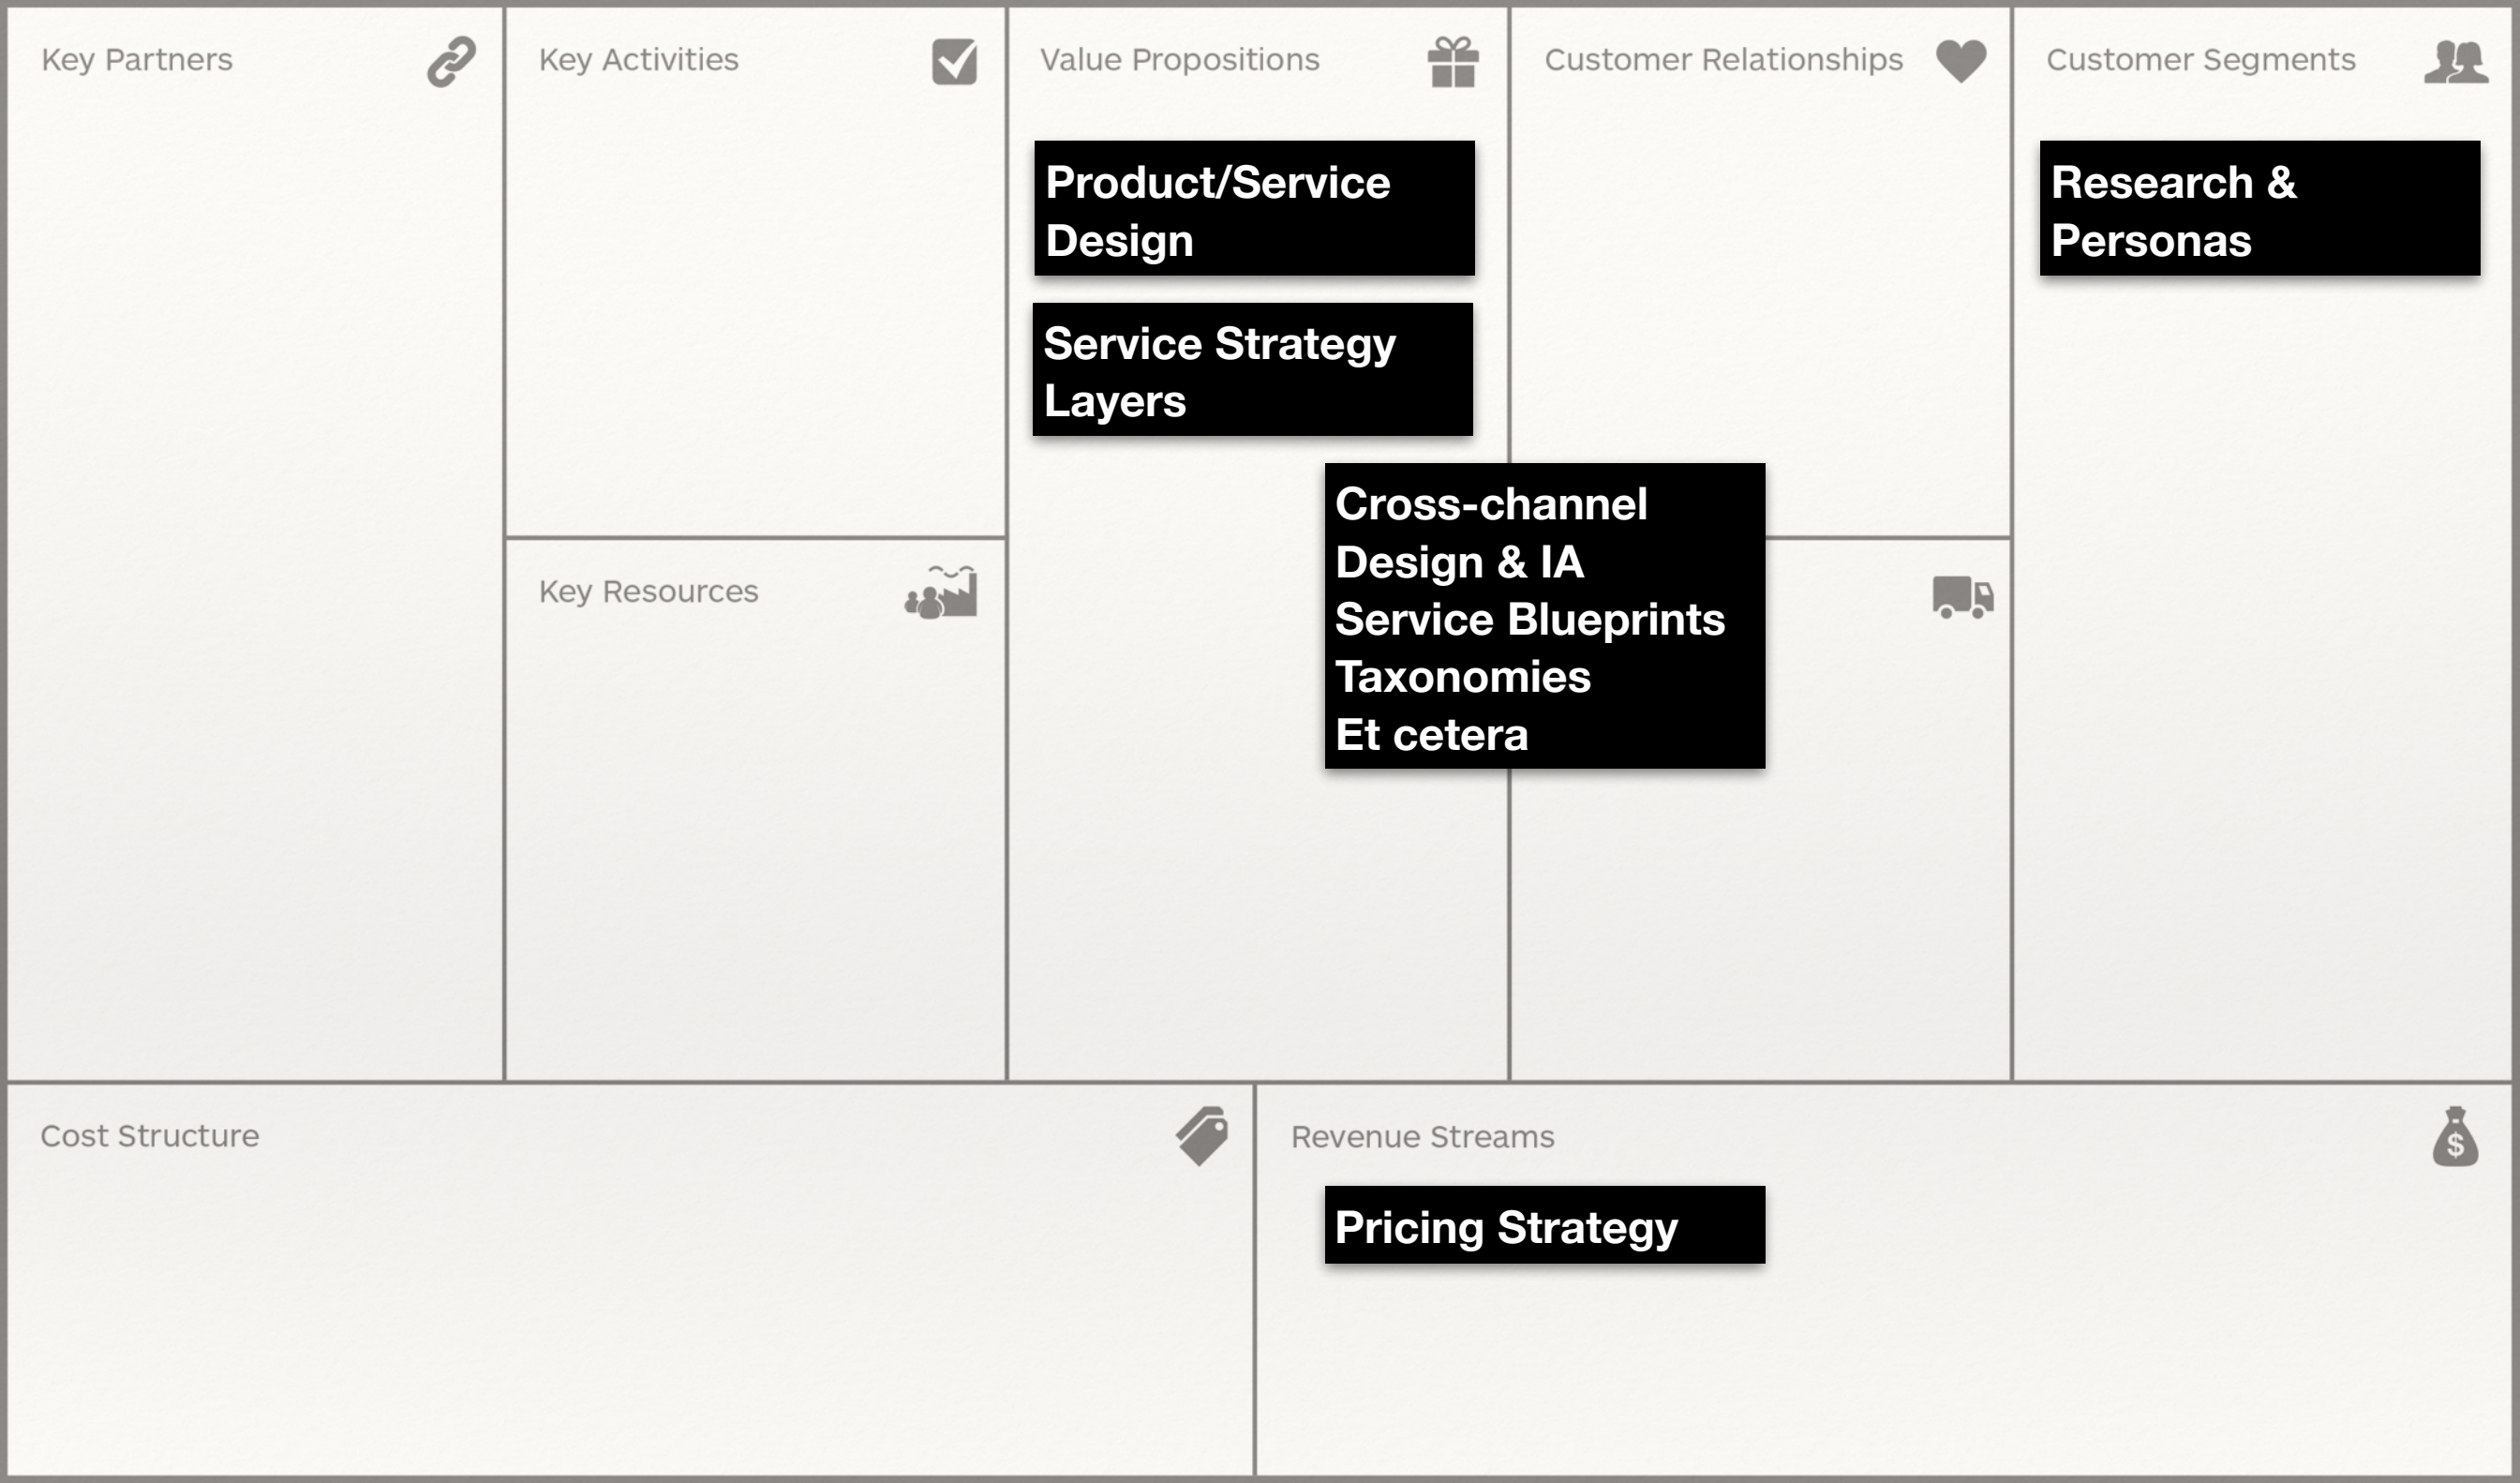 Key Partners
Key Activities
Value Propositions
Customer Relationships
Customer Segments
Product/Service
Design
Research &
Personas
Service Strategy
Layers
Cross-channel
Design & IA
Service Blueprints
Taxonomies
Et cetera
Key Resources
Cost Structure
Revenue Streams
$
Pricing Strategy